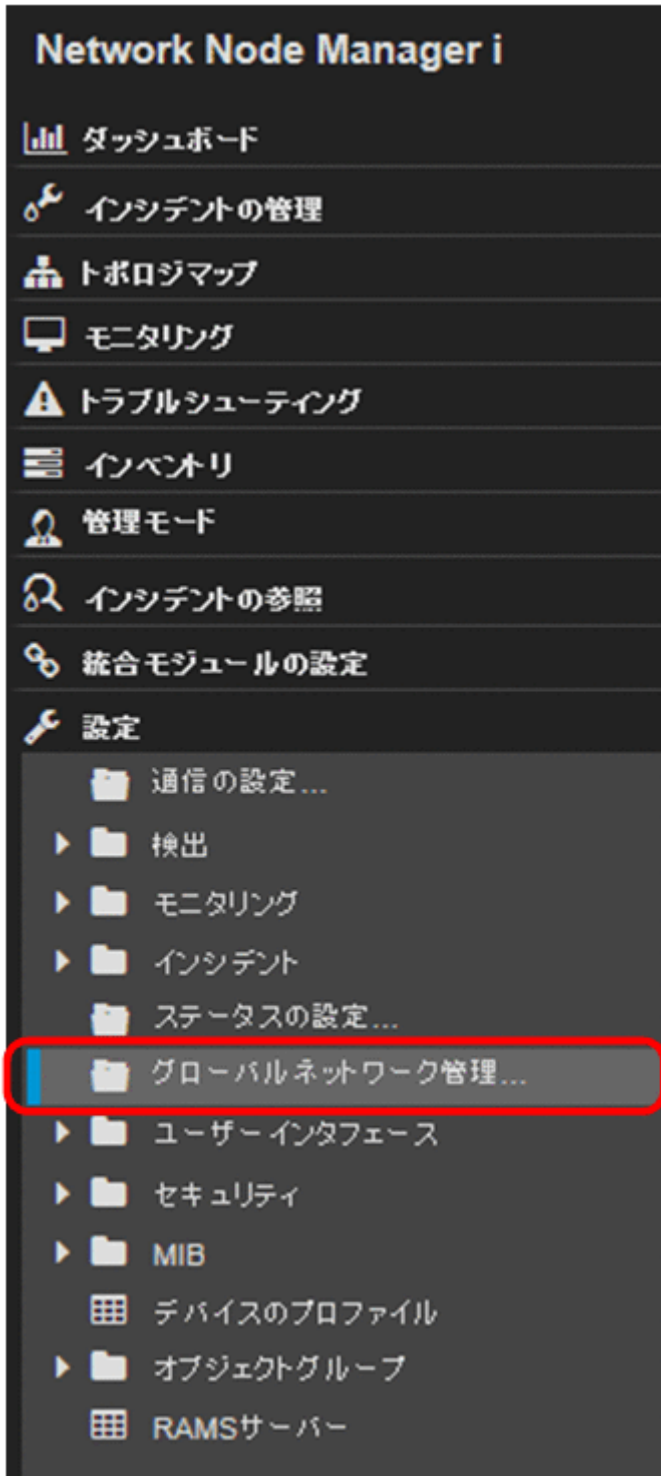 Network Node Manager i
ダッシュボード
インシデントの管理
トポロジマップ
モニタリング
トラブルシューティング
インベントリ
管理モード
インシデントの参照
統合モジュールの設定
設定
通信の設定...
検出
モニタリング
インシデント
ステータスの設定...
グローバルネットワーク管理...
ユーザーインタフェース
セキュリティ
MIB
デバイスのプロファイル
オブジェクトグループ
RAMSサーバー